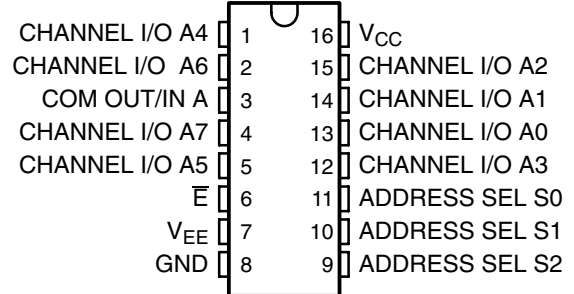 CHANNEL I/O A4 1 16 VCC
CHANNEL I/O A6 2 15 CHANNEL I/O A2
COM OUT/IN A 3 14 CHANNEL I/O A1
CHANNEL I/O A7 4 13 CHANNEL I/O A0
CHANNEL I/O A5 5 12 CHANNEL I/O A3
E̅ 6 11 ADDRESS SEL S0
VEE 7 10 ADDRESS SEL S1
GND 8 9 ADDRESS SEL S2